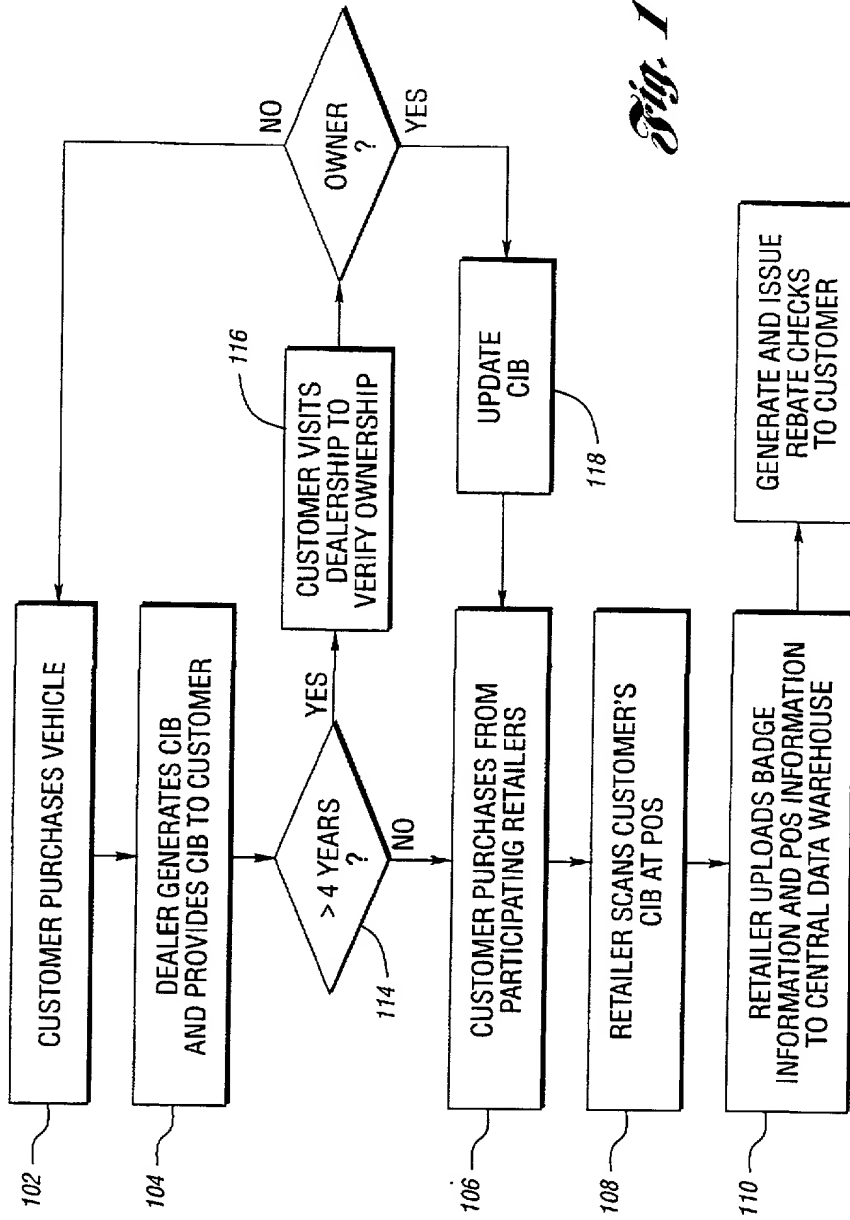 102
CUSTOMER PURCHASES VEHICLE
104
DEALER GENERATES CIB
AND PROVIDES CIB TO CUSTOMER
114
> 4 YEARS
?
YES
NO
116
CUSTOMER VISITS
DEALERSHIP TO
VERIFY OWNERSHIP
OWNER
?
NO
YES
118
UPDATE
CIB
106
CUSTOMER PURCHASES FROM
PARTICIPATING RETAILERS
108
RETAILER SCANS CUSTOMER'S
CIB AT POS
110
RETAILER UPLOADS BADGE
INFORMATION AND POS INFORMATION
TO CENTRAL DATA WAREHOUSE
GENERATE AND ISSUE
REBATE CHECKS
TO CUSTOMER
Fig. 1